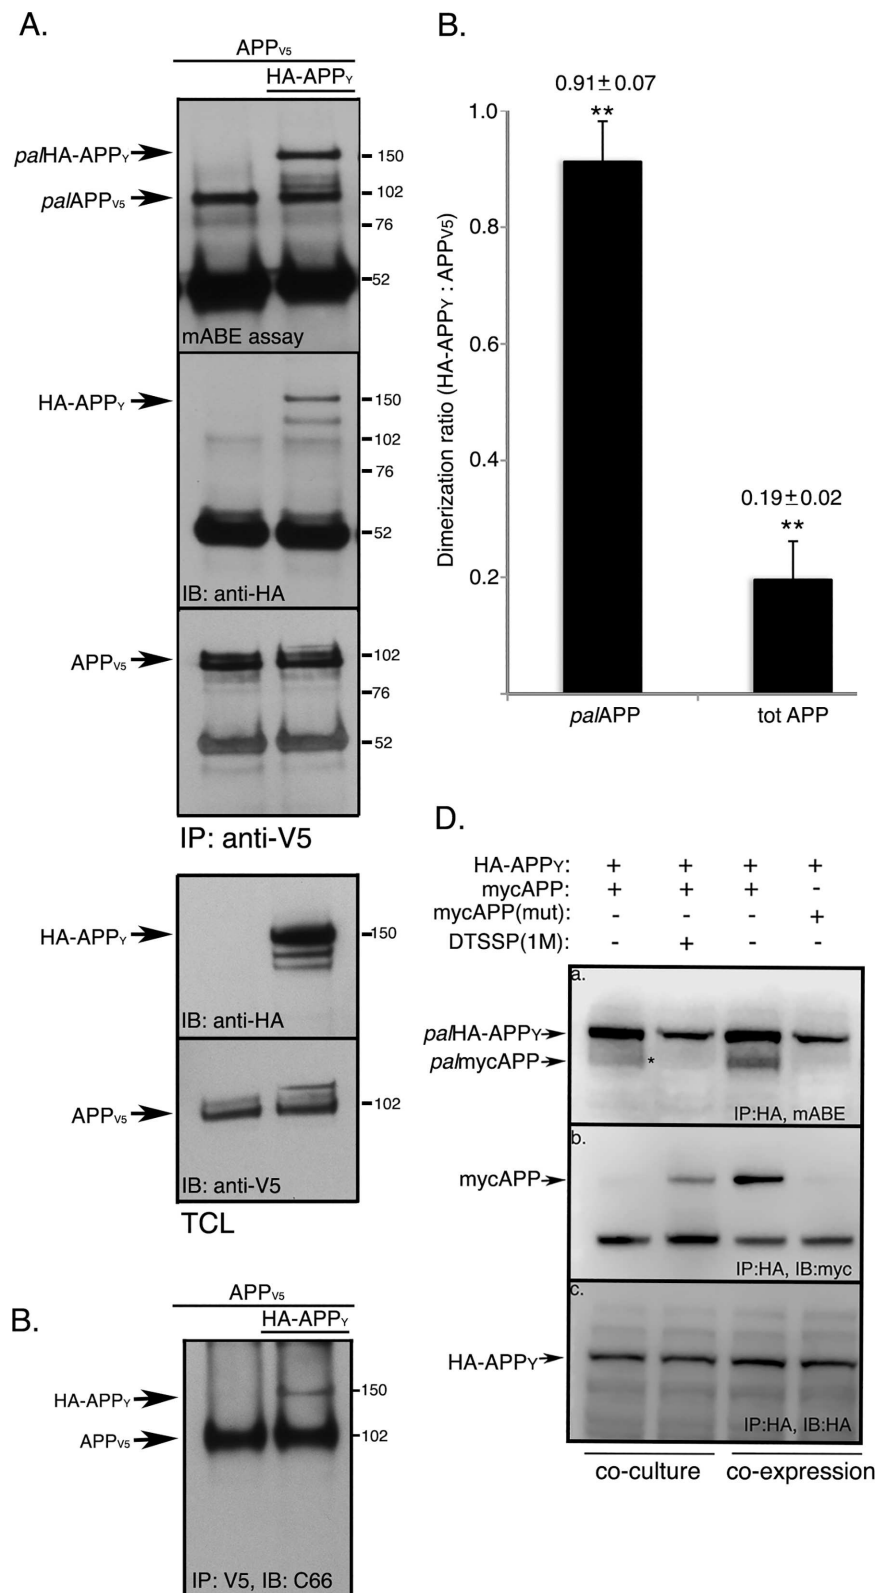 A.
APPV5
HA-APPY
palHA-APPY
palAPPV5
150
102
76
52
mABE assay
HA-APPY
150
102
76
52
IB: anti-HA
APPV5
102
76
52
IP: anti-V5
HA-APPY
150
IB: anti-HA
APPV5
102
IB: anti-V5
TCL
B.
APPV5
HA-APPY
HA-APPY
APPV5
150
102
IP: V5, IB: C66
B.
Dimerization ratio (HA-APPY : APPV5)
1.0
0.8
0.6
0.4
0.2
0.91±0.07
**
0.19±0.02
**
palAPP
tot APP
D.
HA-APPY: + + + +
mycAPP: + + + -
mycAPP(mut): - - - +
DTSSP(1M): - + - -
a.
palHA-APPY
palmycAPP
*
IP:HA, mABE
b.
mycAPP
IP:HA, IB:myc
c.
HA-APPY
IP:HA, IB:HA
co-culture
co-expression